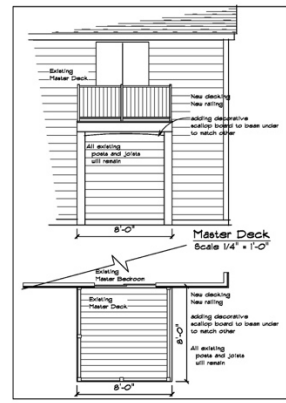 Existing
Master Deck
New decking
New railing
adding decorative
scallop board to beam under
to match other
All existing
posts and joists
will remain
8'-0"
Master Deck
Scale 1/4" = 1'-0"
Existing
Master Bedroom
Existing
Master Deck
New decking
New railing
adding decorative
scallop board to beam under
to match other
All existing
posts and joists
will remain
8'-0"
8'-0"